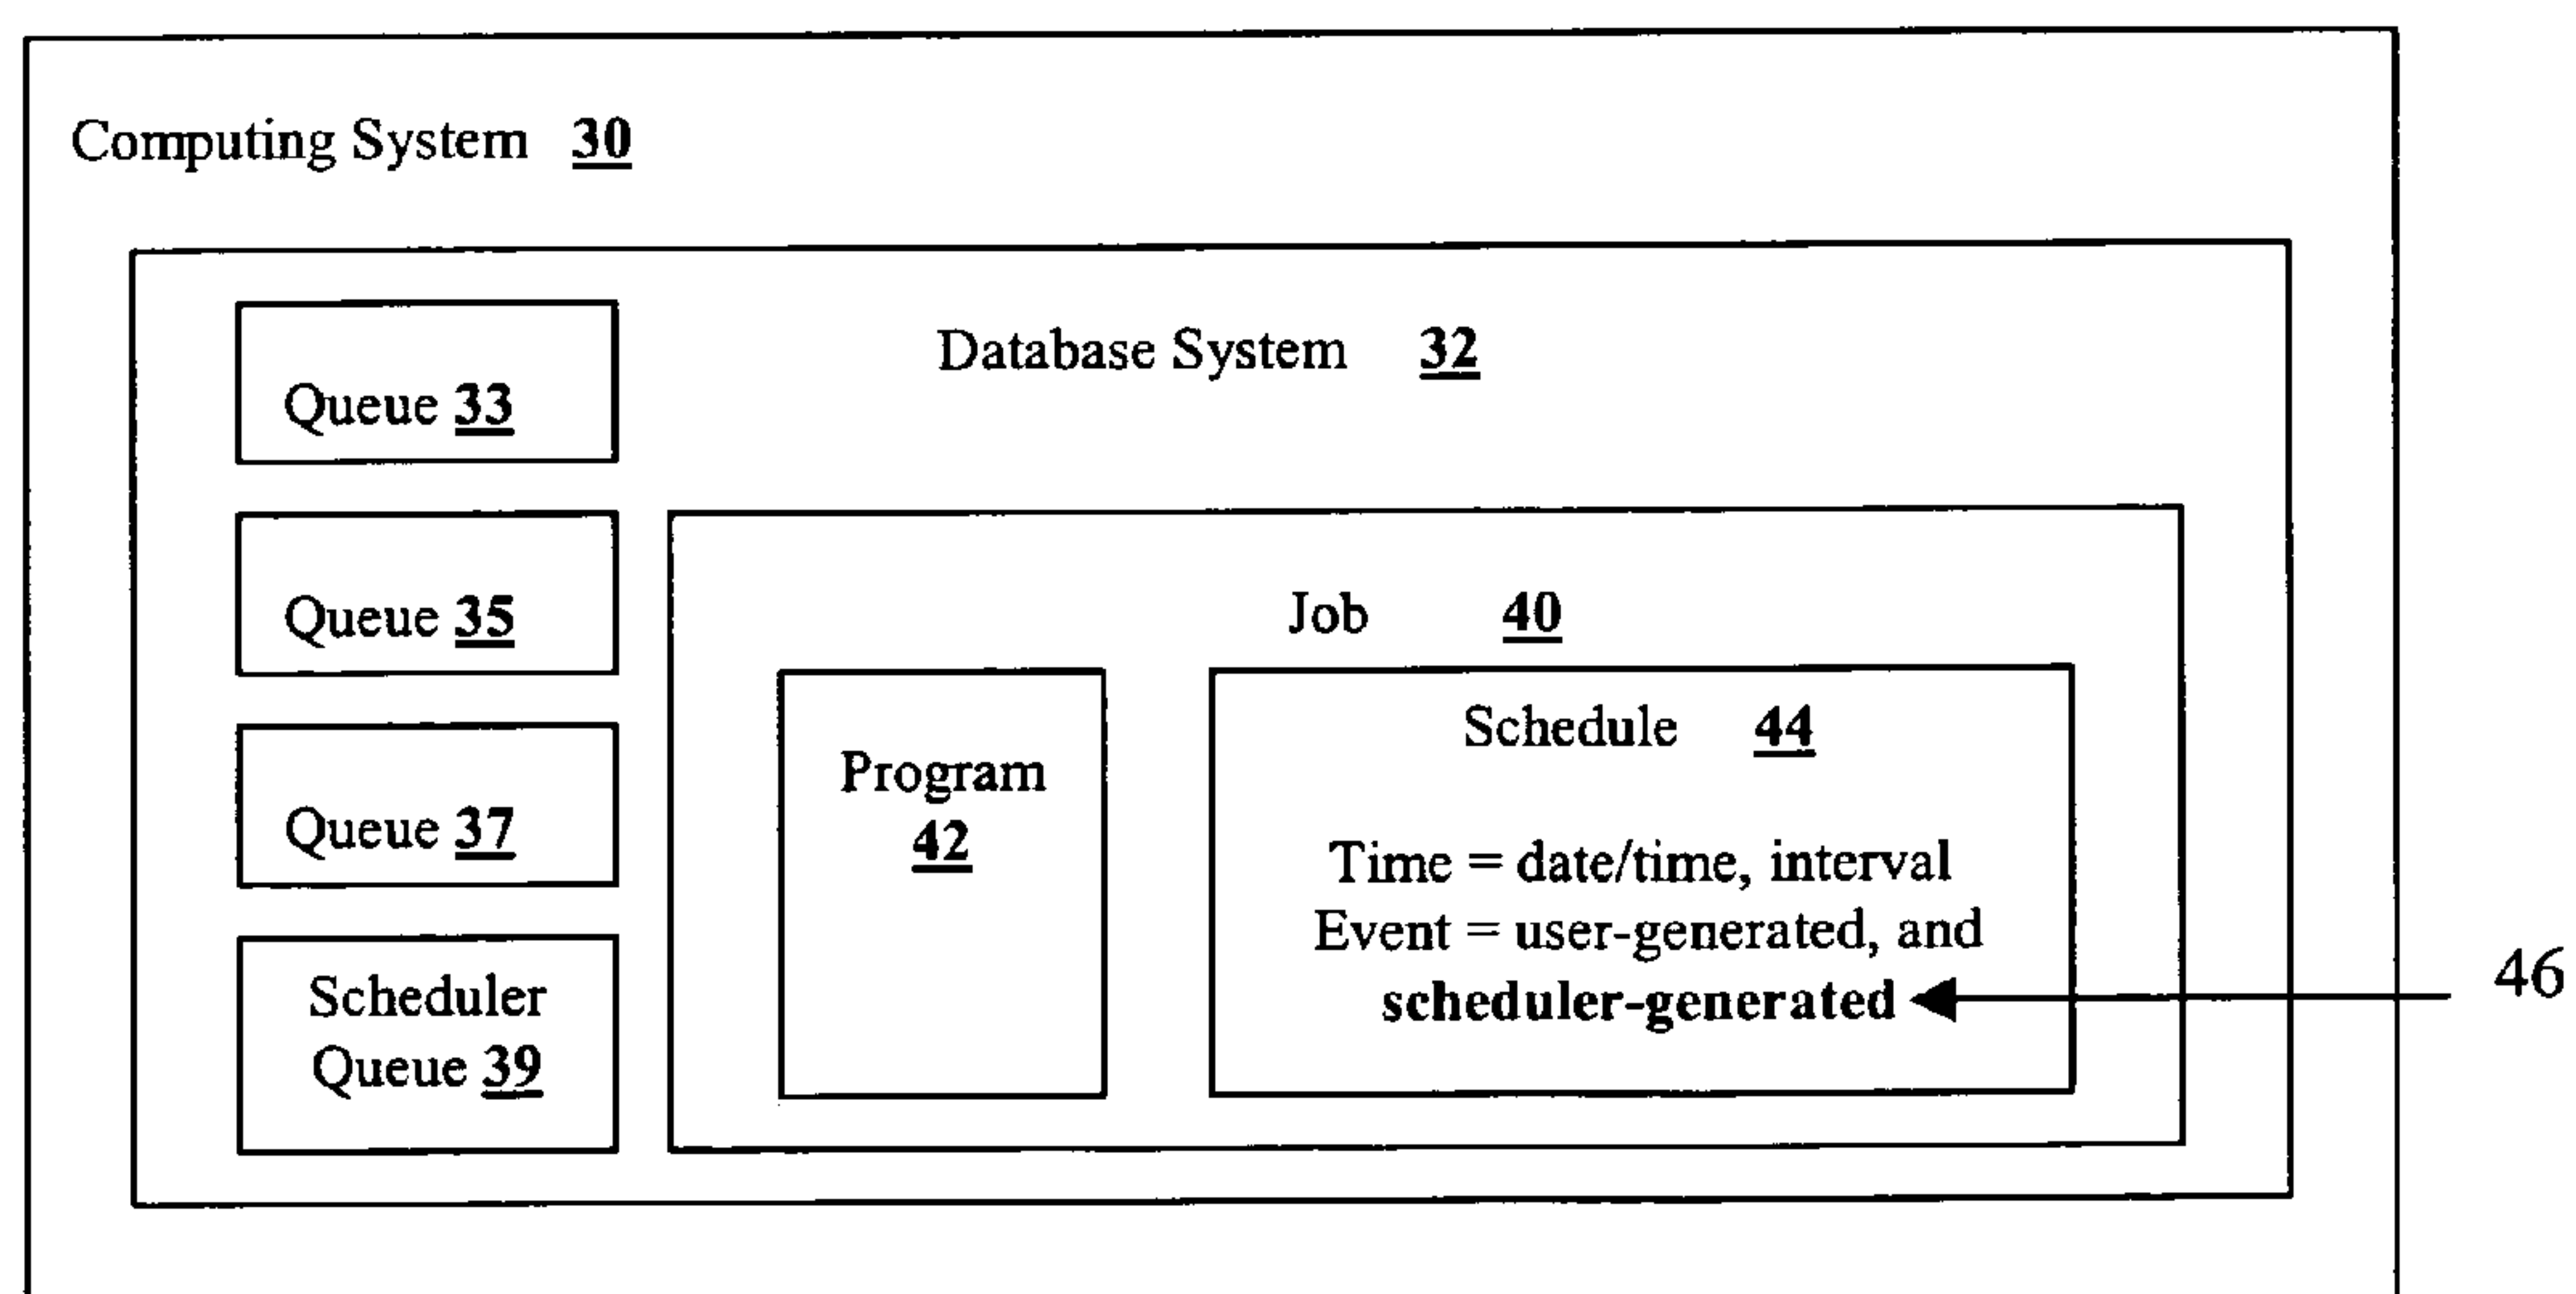 Computing System 30
Database System 32
Queue 33
Queue 35
Queue 37
Scheduler
Queue 39
Job 40
Program
42
Schedule 44
Time = date/time, interval
Event = user-generated, and
scheduler-generated
46